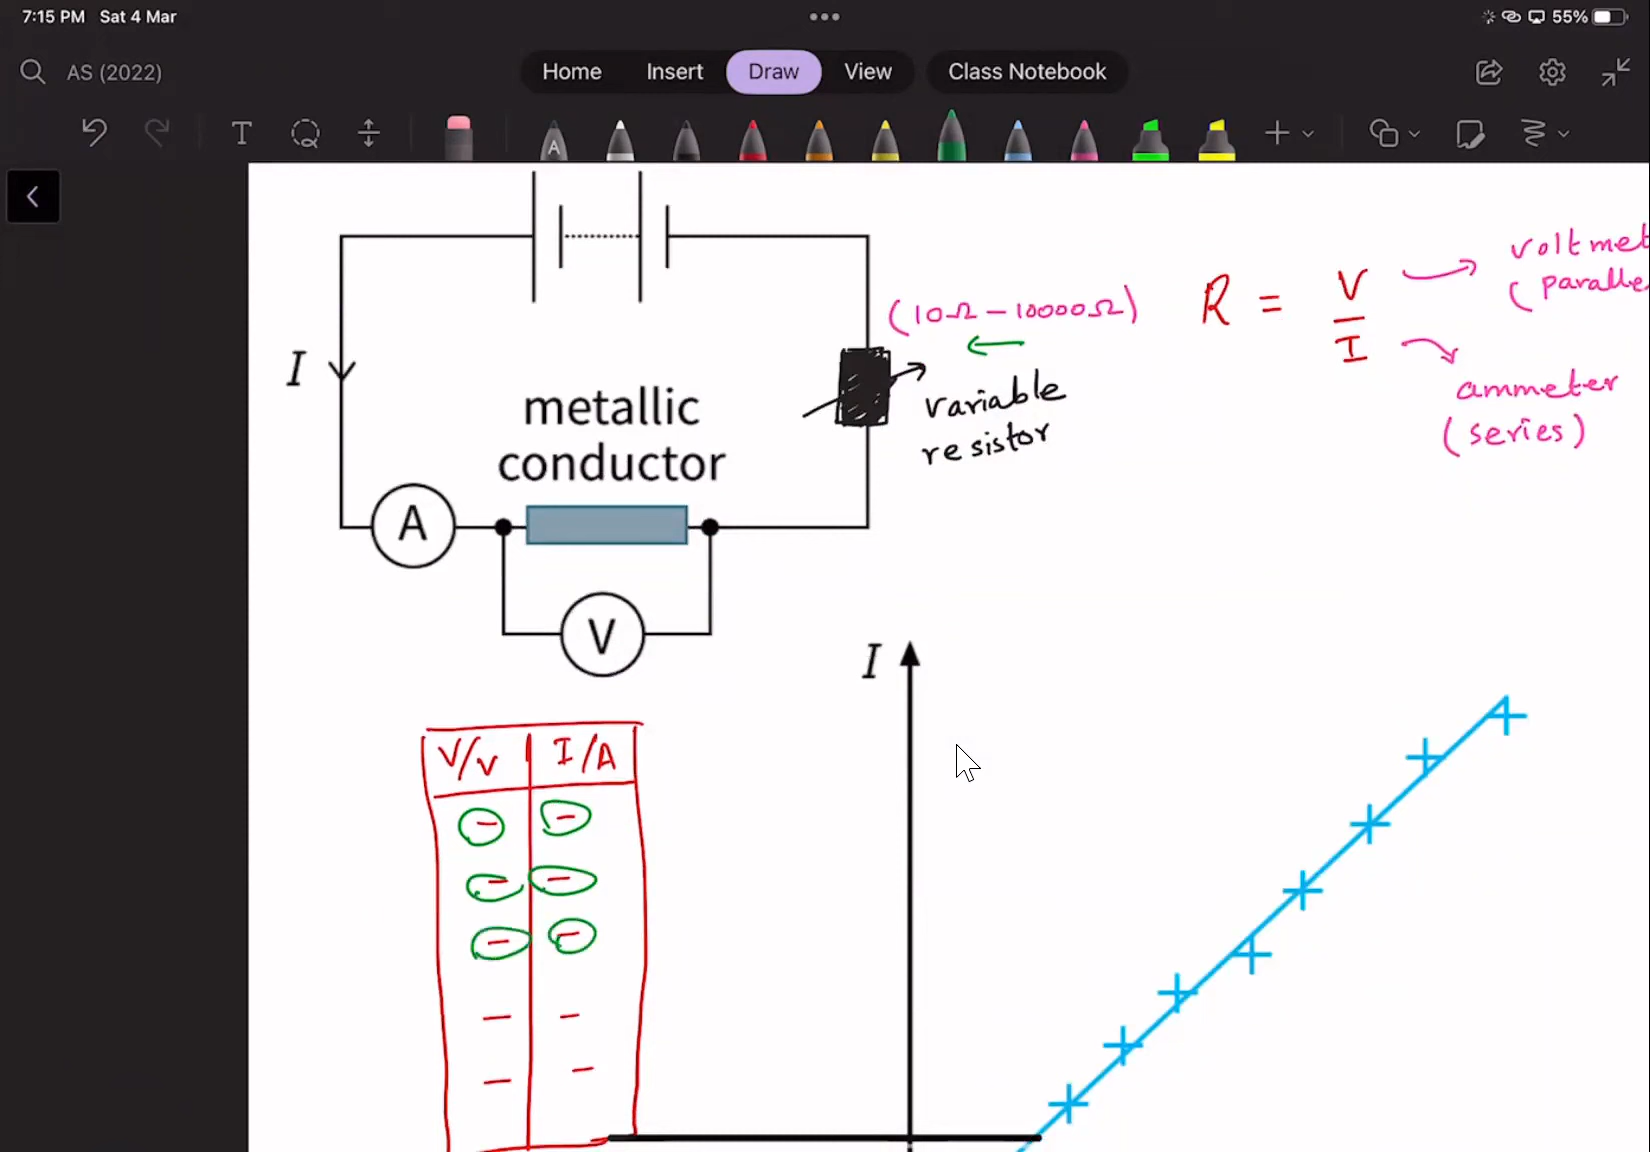 7:15 PM Sat 4 Mar
55%
AS (2022)
Home Insert Draw View Class Notebook
T
A
I
metallic
conductor
A
V
(10Ω – 10000Ω)
variable
resistor
R = V/I
voltmet
(paralle
ammeter
(series)
I
V/V I/A
– –
– –
– –
– –
– –